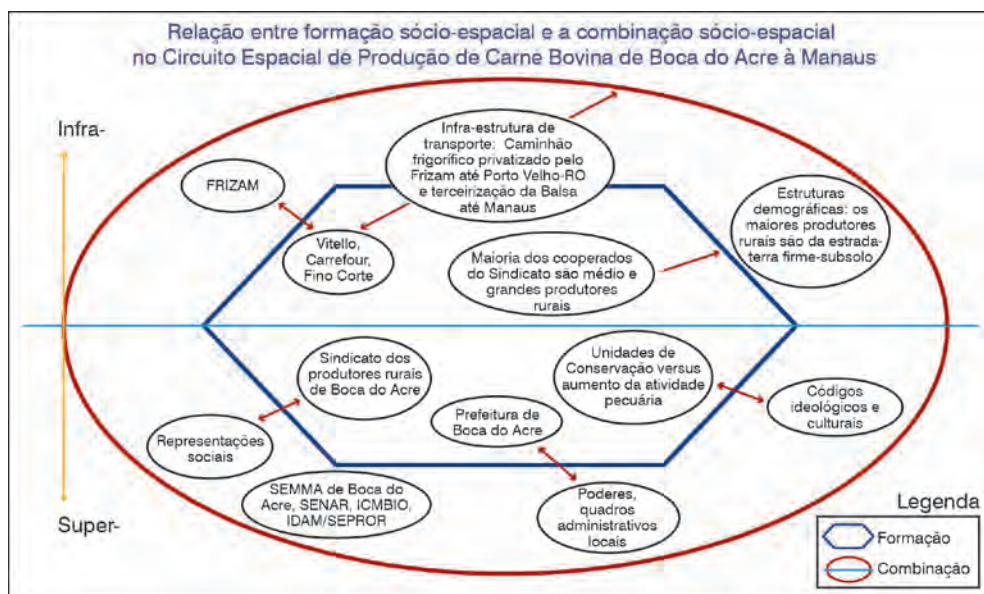 Relação entre formação sócio-espacial e a combinação sócio-espacial
no Circuito Espacial de Produção de Carne Bovina de Boca do Acre à Manaus
Infra-
Infra-estrutura de
transporte: Caminhão
frigorífico privatizado pelo
Frizam até Porto Velho-RO
e terceirização da Balsa
até Manaus
FRIZAM
Vitello,
Carrefour,
Fino Corte
Estruturas
demográficas: os
maiores produtores
rurais são da estrada-
terra firme-subsolo
Maioria dos cooperados
do Sindicato são médio e
grandes produtores
rurais
Sindicato dos
produtores rurais
de Boca do Acre
Unidades de
Conservação versus
aumento da atividade
pecuária
Prefeitura de
Boca do Acre
Códigos
ideológicos e
culturais
Representações
sociais
SEMMA de Boca do
Acre, SENAR, ICMBIO,
IDAM/SEPROR
Poderes,
quadros
administrativos
locais
Super-
Legenda
Formação
Combinação